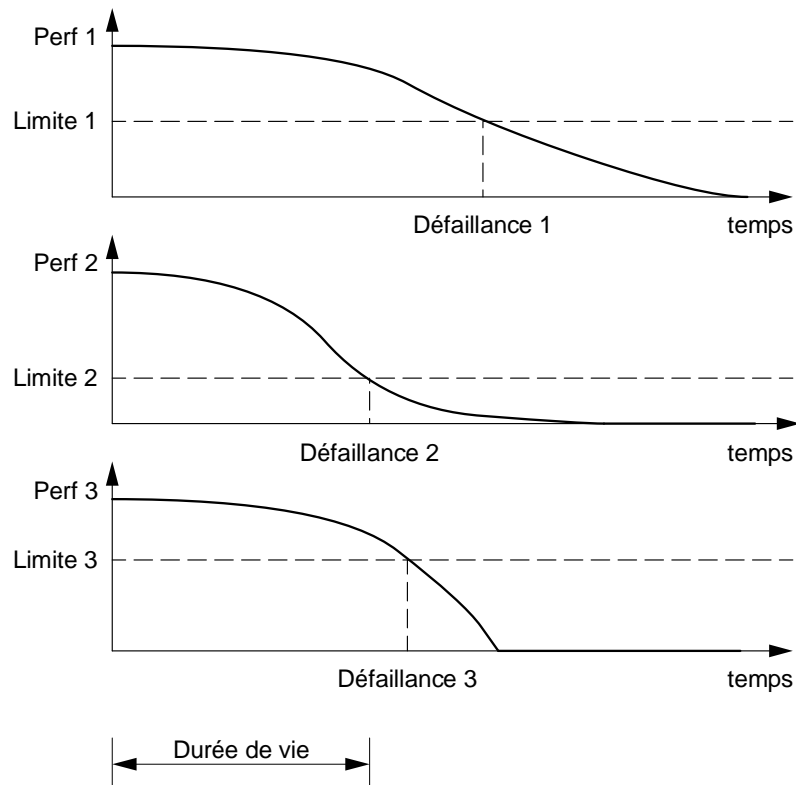 Perf 1
Limite 1
Défaillance 1
temps
Perf 2
Limite 2
Défaillance 2
temps
Perf 3
Limite 3
Défaillance 3
temps
Durée de vie